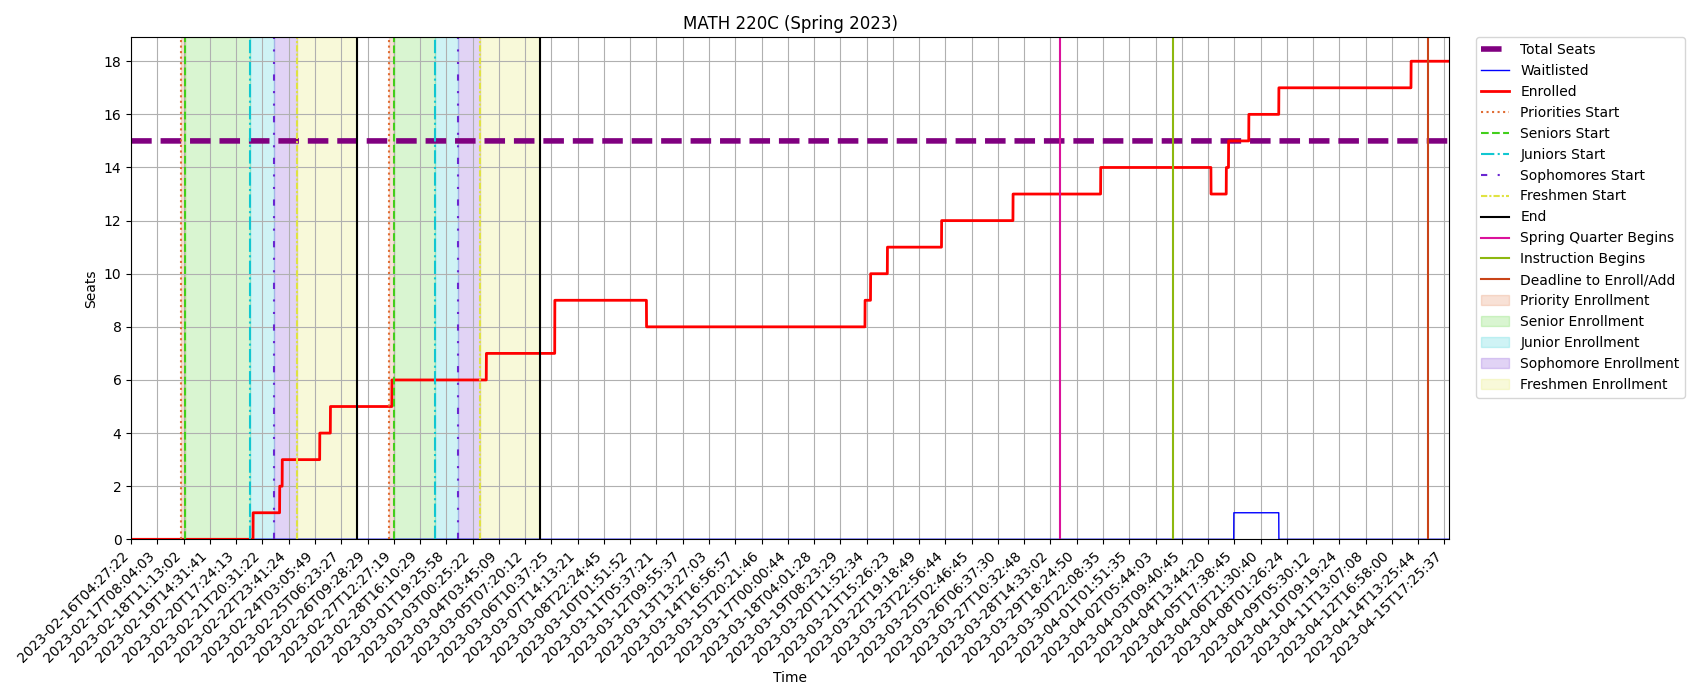 MATH 220C (Spring 2023)
Seats
18
16
14
12
10
8
6
4
2
0
2023-02-16T04:27:22
2023-02-17T08:04:03
2023-02-18T11:13:02
2023-02-19T14:31:41
2023-02-20T17:24:13
2023-02-21T20:31:22
2023-02-22T23:41:24
2023-02-24T03:05:49
2023-02-25T06:23:27
2023-02-26T09:28:29
2023-02-27T12:27:19
2023-02-28T16:10:29
2023-03-01T19:25:58
2023-03-03T00:25:22
2023-03-04T03:45:09
2023-03-05T07:20:12
2023-03-06T10:37:25
2023-03-07T14:13:21
2023-03-08T22:24:45
2023-03-10T01:51:52
2023-03-11T05:37:21
2023-03-12T09:55:37
2023-03-13T13:27:03
2023-03-14T16:56:57
2023-03-15T20:21:46
2023-03-17T00:00:44
2023-03-18T04:01:28
2023-03-19T08:23:29
2023-03-20T11:52:34
2023-03-21T15:26:23
2023-03-22T19:18:49
2023-03-23T22:56:44
2023-03-25T02:46:45
2023-03-26T06:37:30
2023-03-27T10:32:48
2023-03-28T14:33:02
2023-03-29T18:24:50
2023-03-30T22:08:35
2023-04-01T01:51:35
2023-04-02T05:44:03
2023-04-03T09:40:45
2023-04-04T13:44:20
2023-04-05T17:38:45
2023-04-06T21:30:40
2023-04-08T01:26:24
2023-04-09T05:30:12
2023-04-10T09:19:24
2023-04-11T13:07:08
2023-04-12T16:58:00
2023-04-14T13:25:44
2023-04-15T17:25:37
Time
Total Seats
Waitlisted
Enrolled
Priorities Start
Seniors Start
Juniors Start
Sophomores Start
Freshmen Start
End
Spring Quarter Begins
Instruction Begins
Deadline to Enroll/Add
Priority Enrollment
Senior Enrollment
Junior Enrollment
Sophomore Enrollment
Freshmen Enrollment